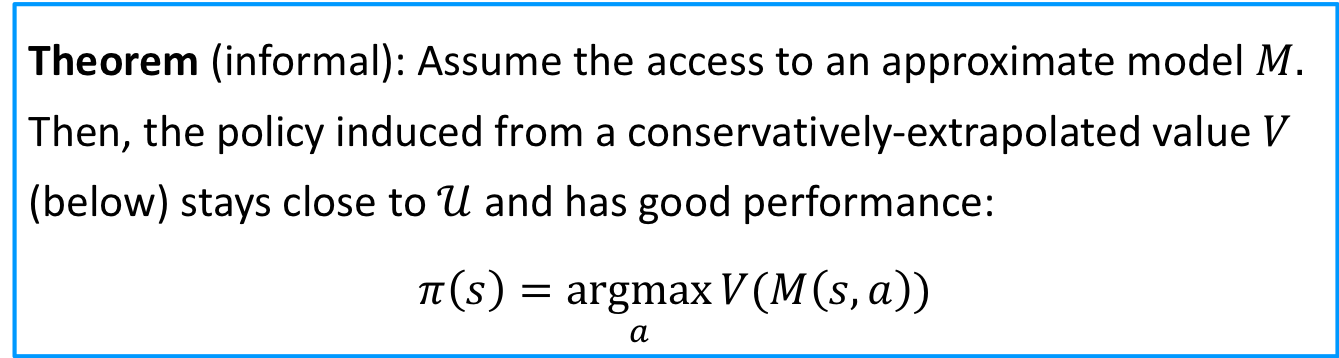 Theorem (informal): Assume the access to an approximate model M.
Then, the policy induced from a conservatively-extrapolated value V
(below) stays close to 𝒰 and has good performance:
π(s) = argmax V(M(s, a))
a